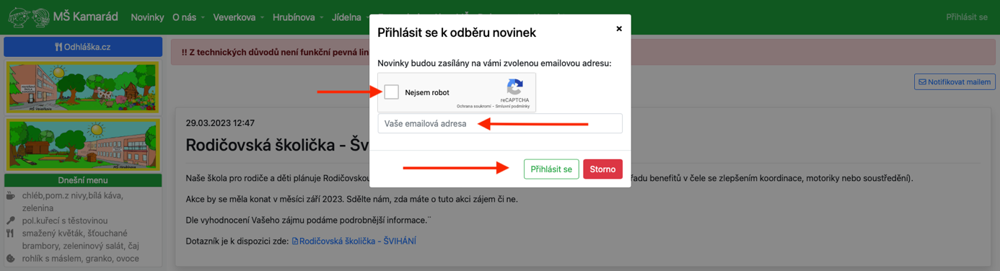 MŠ Kamarád
Novinky
O nás
Veverkova
Hrubínova
Jídelna
Přihlásit se
Odhláška.cz
!! Z technických důvodů není funkční pevná lin
Notifikovat mailem
Přihlásit se k odběru novinek
×
Novinky budou zasílány na vámi zvolenou emailovou adresu:
Nejsem robot
reCAPTCHA
Ochrana soukromí - Smluvní podmínky
Vaše emailová adresa
Přihlásit se
Storno
MŠ Veverkova
MŠ Hrubínova
Dnešní menu
chléb,pom.z nivy,bílá káva,
zelenina
pol.kuřecí s těstovinou
smažený květák, šťouchané
brambory, zeleninový salát, čaj
rohlík s máslem, granko, ovoce
29.03.2023 12:47
Rodičovská školička - Šv
Naše škola pro rodiče a děti plánuje Rodičovskou řadu benefitů v čele se zlepšením koordinace, motoriky nebo soustředění).
Akce by se měla konat v měsíci září 2023. Sdělte nám, zda máte o tuto akci zájem či ne.
Dle vyhodnocení Vašeho zájmu podáme podrobnější informace.¨
Dotazník je k dispozici zde: Rodičovská školička - ŠVIHÁNÍ